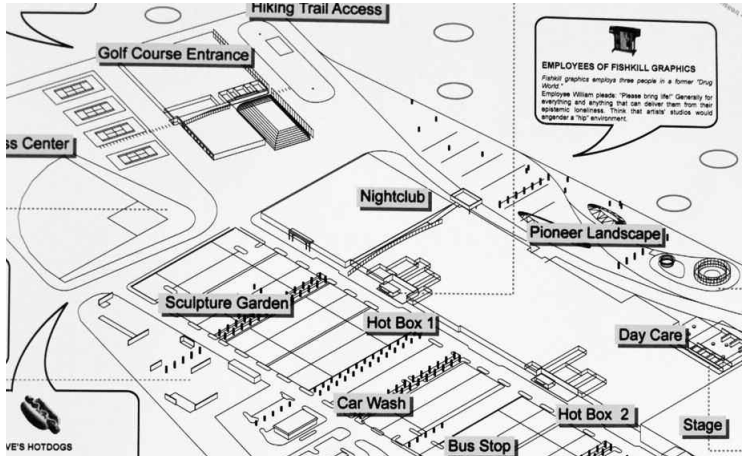 Hiking Trail Access
Golf Course Entrance
EMPLOYEES OF FISHKILL GRAPHICS
Fishkill graphics employs three people in a former "Drug
World."
Employee William pleads: "Please bring life!" Generally for
everything and anything that can deliver them from their
epistemic loneliness. Think that artists' studios would
engender a "hip" environment.
ss Center
Nightclub
Pioneer Landscape
Sculpture Garden
Hot Box 1
Day Care
Car Wash
Hot Box 2
Stage
Bus Stop
VE'S HOTDOGS